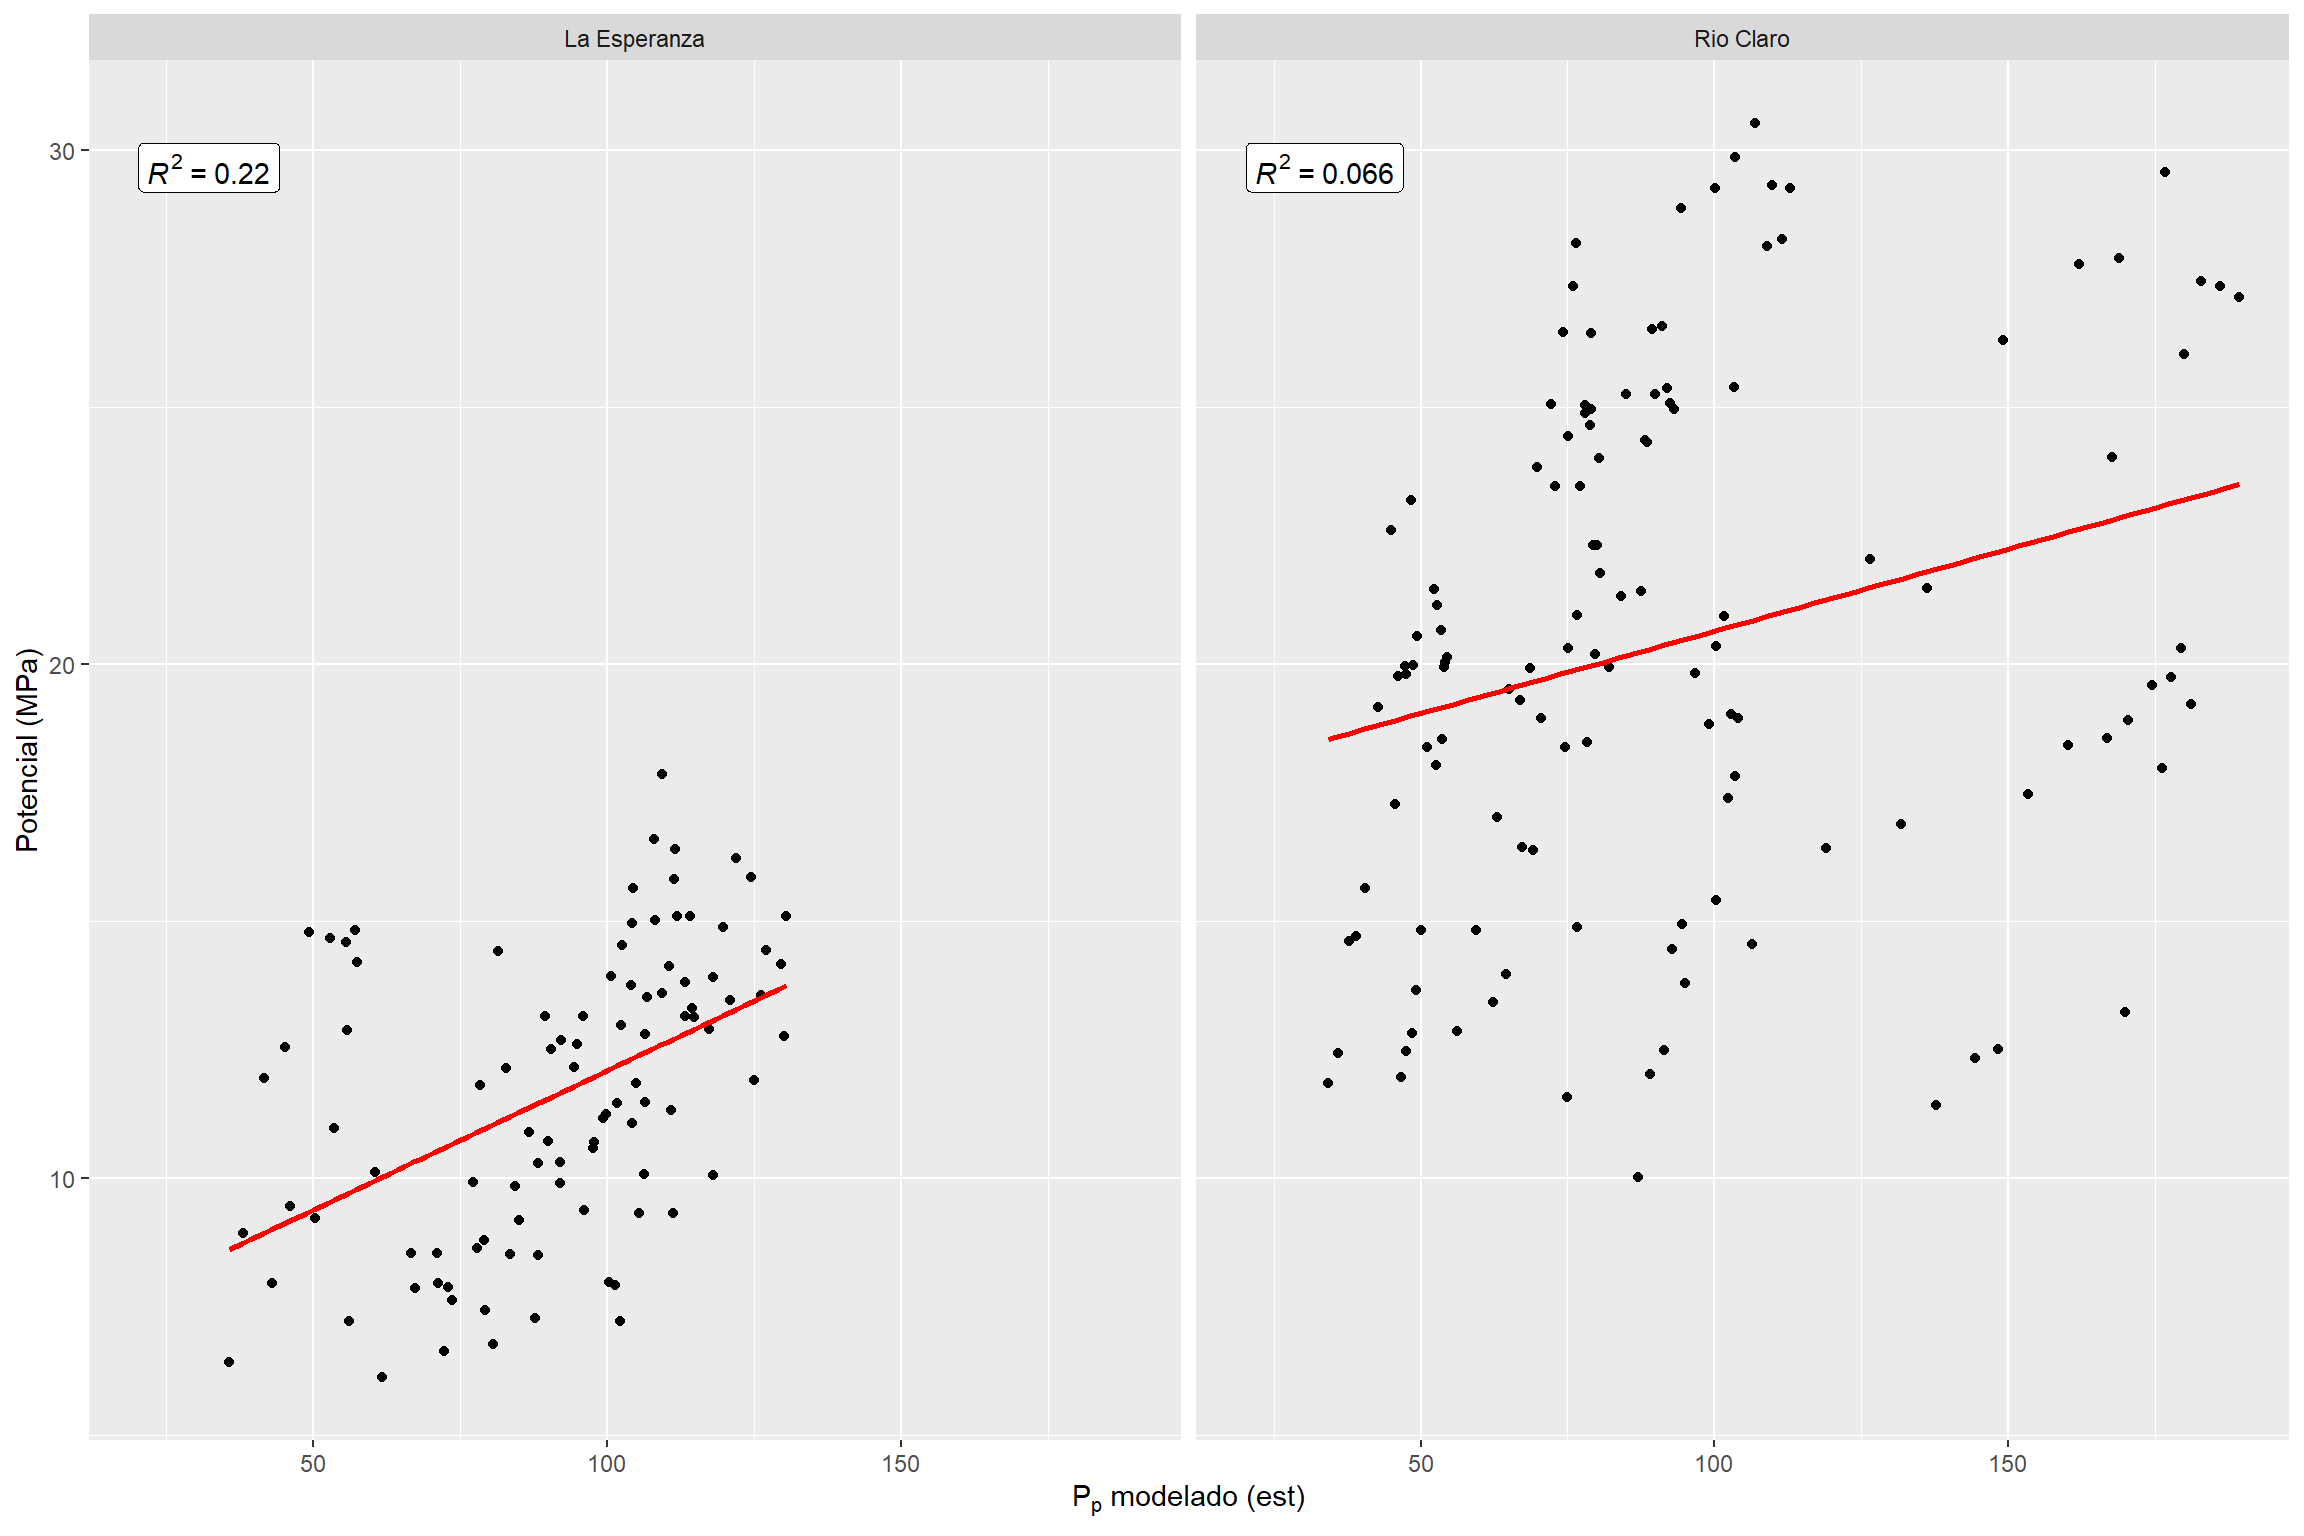 La Esperanza
Rio Claro
R² = 0.22
R² = 0.066
30
20
10
Potencial (MPa)
50 100 150
50 100 150
Pₚ modelado (est)